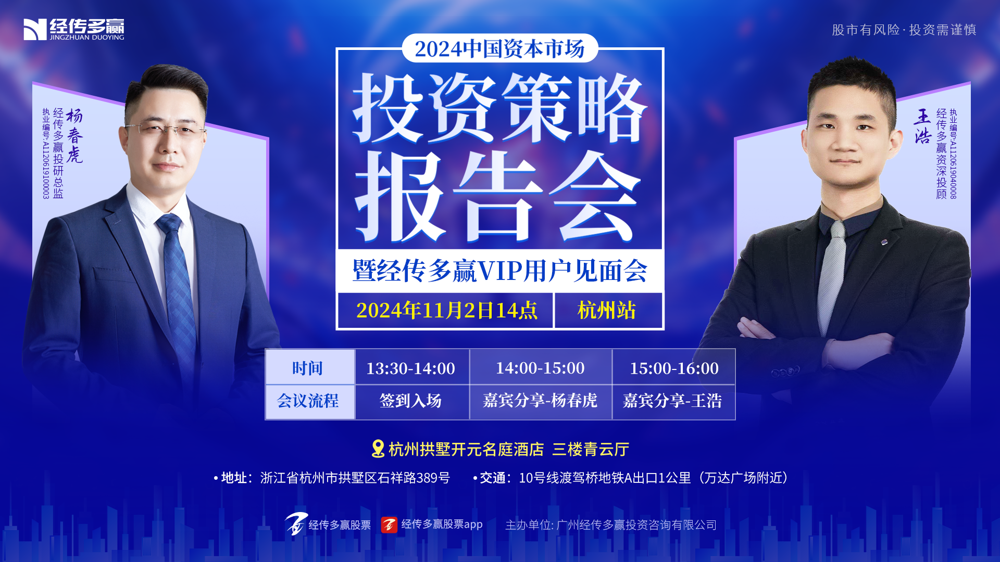 经传多赢
JINGZHUAN DUOYING
股市有风险·投资需谨慎
2024中国资本市场
投资策略
报告会
暨经传多赢VIP用户见面会
2024年11月2日14点
杭州站
杨春虎
经传多赢投研总监
执业编号:A1120619100003
王浩
经传多赢资深投顾
执业编号:A1120619040008
时间 13:30-14:00 14:00-15:00 15:00-16:00
会议流程 签到入场 嘉宾分享-杨春虎 嘉宾分享-王浩
杭州拱墅开元名庭酒店 三楼青云厅
• 地址：浙江省杭州市拱墅区石祥路389号
• 交通：10号线渡驾桥地铁A出口1公里（万达广场附近）
经传多赢股票
经传多赢股票app
主办单位: 广州经传多赢投资咨询有限公司